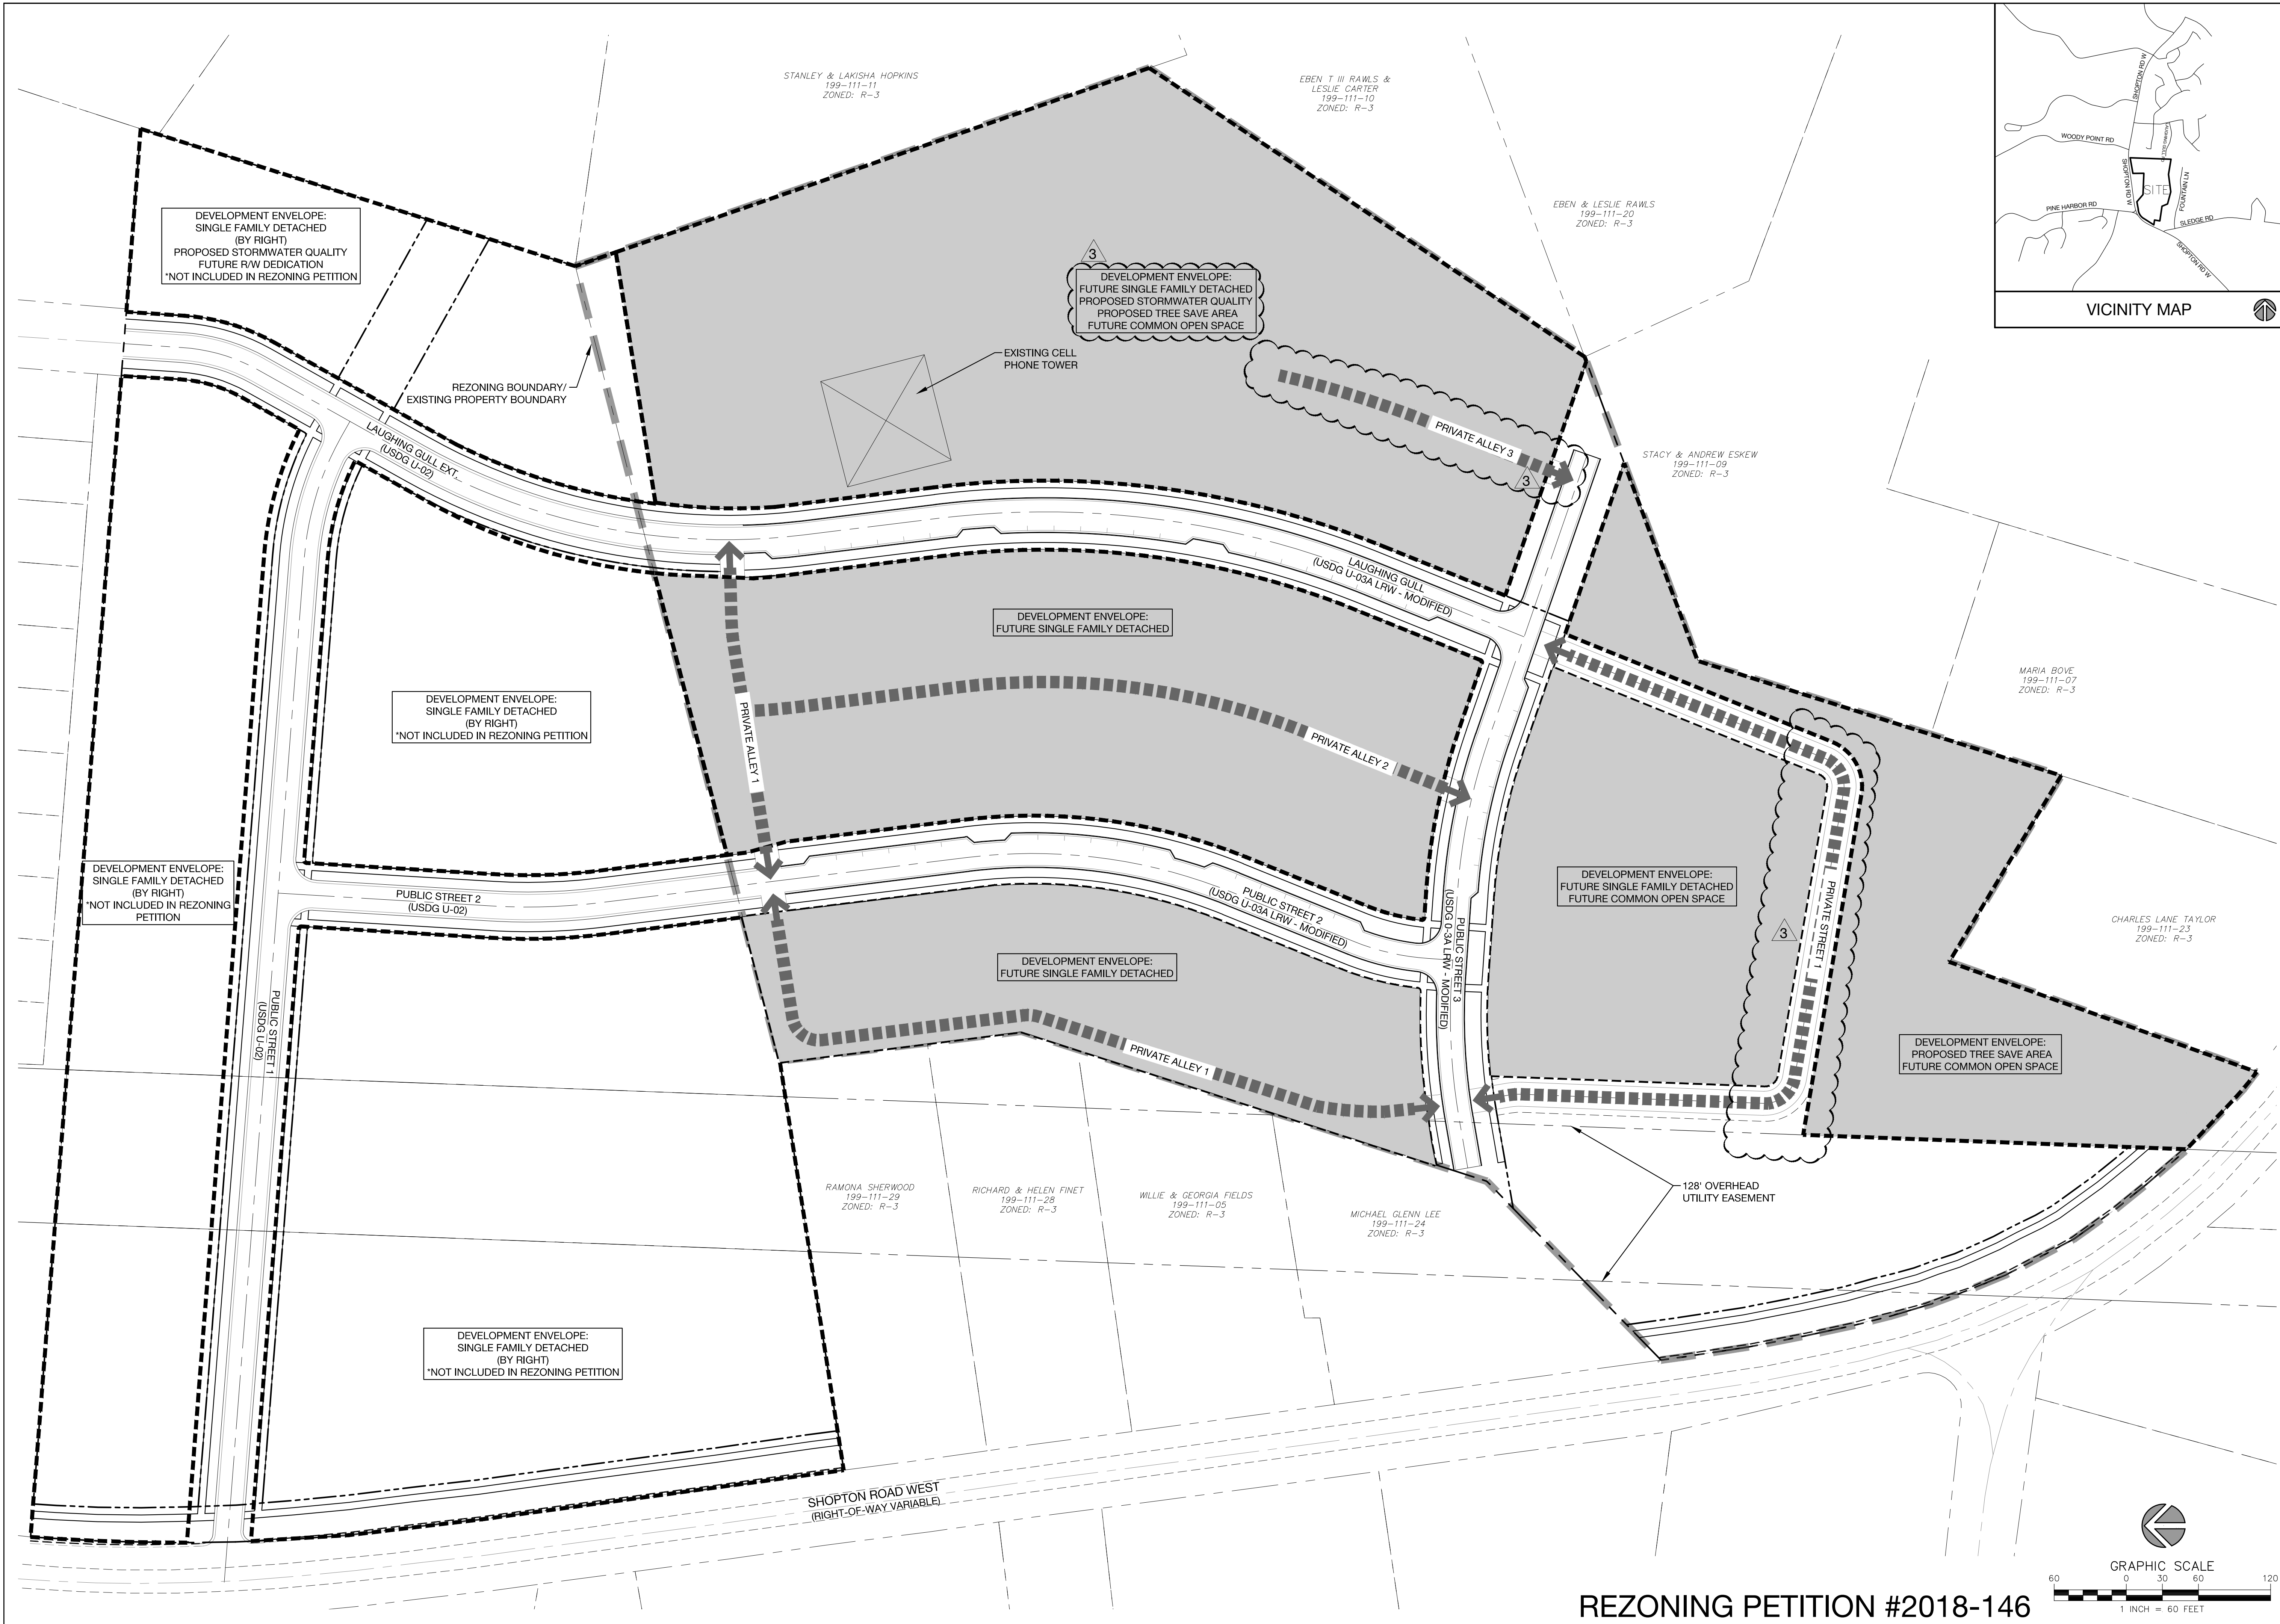 STANLEY & LAKISHA HOPKINS
199-111-11
ZONED: R-3
EBEN T III RAWLS &
LESLIE CARTER
199-111-10
ZONED: R-3
EBEN & LESLIE RAWLS
199-111-20
ZONED: R-3
SHOPTON RD W
WOODY POINT RD
SHOPTON RD W
SITE
FOUNTAIN LN
PINE HARBOR RD
SLEDGE RD
SHOPTON RD W
VICINITY MAP
DEVELOPMENT ENVELOPE:
SINGLE FAMILY DETACHED
(BY RIGHT)
PROPOSED STORMWATER QUALITY
FUTURE R/W DEDICATION
*NOT INCLUDED IN REZONING PETITION
3
DEVELOPMENT ENVELOPE:
FUTURE SINGLE FAMILY DETACHED
PROPOSED STORMWATER QUALITY
PROPOSED TREE SAVE AREA
FUTURE COMMON OPEN SPACE
EXISTING CELL
PHONE TOWER
REZONING BOUNDARY/
EXISTING PROPERTY BOUNDARY
LAUGHING GULL EXT.
(USDG U-02)
PRIVATE ALLEY 3
3
STACY & ANDREW ESKEW
199-111-09
ZONED: R-3
LAUGHING GULL
(USDG U-03A LRW - MODIFIED)
DEVELOPMENT ENVELOPE:
FUTURE SINGLE FAMILY DETACHED
MARIA BOVE
199-111-07
ZONED: R-3
DEVELOPMENT ENVELOPE:
SINGLE FAMILY DETACHED
(BY RIGHT)
*NOT INCLUDED IN REZONING PETITION
PRIVATE ALLEY 1
PRIVATE ALLEY 2
DEVELOPMENT ENVELOPE:
SINGLE FAMILY DETACHED
(BY RIGHT)
*NOT INCLUDED IN REZONING
PETITION
PUBLIC STREET 2
(USDG U-02)
PUBLIC STREET 2
(USDG U-03A LRW - MODIFIED)
PUBLIC STREET 3
(USDG 0-3A LRW - MODIFIED)
DEVELOPMENT ENVELOPE:
FUTURE SINGLE FAMILY DETACHED
FUTURE COMMON OPEN SPACE
3
PRIVATE STREET 1
CHARLES LANE TAYLOR
199-111-23
ZONED: R-3
DEVELOPMENT ENVELOPE:
FUTURE SINGLE FAMILY DETACHED
PUBLIC STREET 1
(USDG U-02)
PRIVATE ALLEY 1
DEVELOPMENT ENVELOPE:
PROPOSED TREE SAVE AREA
FUTURE COMMON OPEN SPACE
RAMONA SHERWOOD
199-111-29
ZONED: R-3
RICHARD & HELEN FINET
199-111-28
ZONED: R-3
WILLIE & GEORGIA FIELDS
199-111-05
ZONED: R-3
MICHAEL GLENN LEE
199-111-24
ZONED: R-3
128' OVERHEAD
UTILITY EASEMENT
DEVELOPMENT ENVELOPE:
SINGLE FAMILY DETACHED
(BY RIGHT)
*NOT INCLUDED IN REZONING PETITION
SHOPTON ROAD WEST
(RIGHT-OF-WAY VARIABLE)
REZONING PETITION #2018-146
GRAPHIC SCALE
60 0 30 60 120
1 INCH = 60 FEET